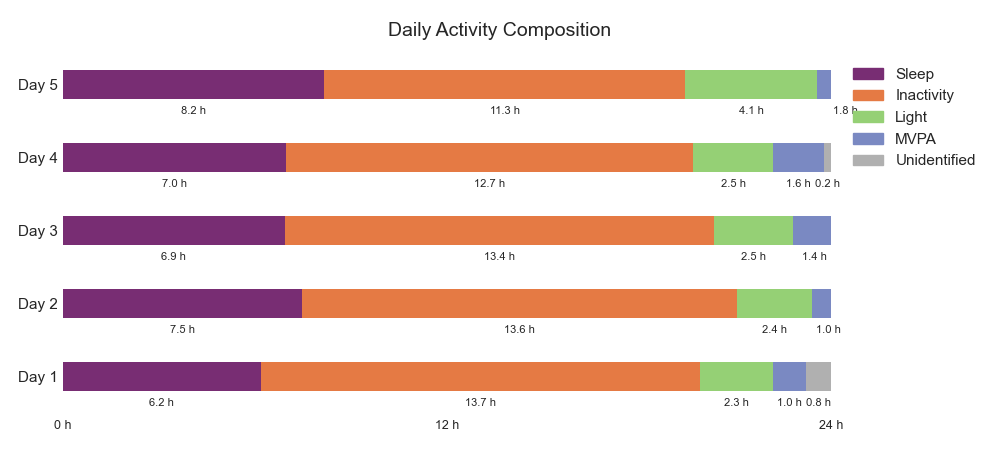 Daily Activity Composition
Day 5
8.2 h 11.3 h 4.1 h 1.8 h
Day 4
7.0 h 12.7 h 2.5 h 1.6 h 0.2 h
Day 3
6.9 h 13.4 h 2.5 h 1.4 h
Day 2
7.5 h 13.6 h 2.4 h 1.0 h
Day 1
6.2 h 13.7 h 2.3 h 1.0 h 0.8 h
0 h 12 h 24 h
Sleep
Inactivity
Light
MVPA
Unidentified